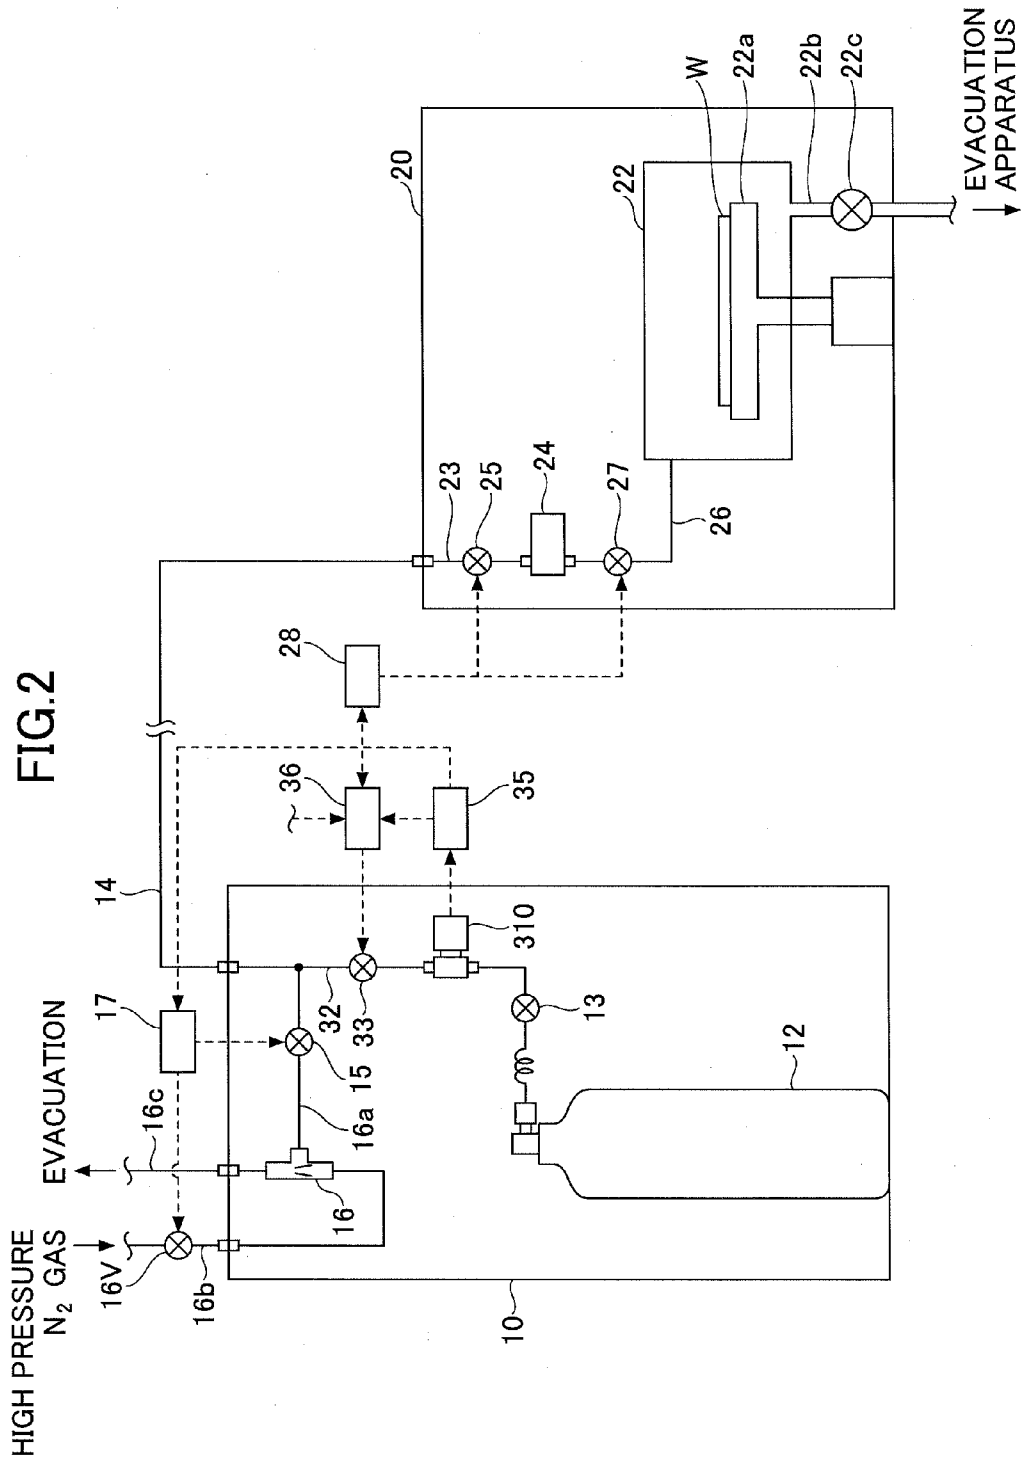 FIG.2
HIGH PRESSURE
N₂ GAS
EVACUATION
16V
16b
16c
17
14
16
16a
15
32
33
310
13
12
10
36
35
28
20
23
25
24
27
26
22
W
22a
22b
22c
EVACUATION
APPARATUS